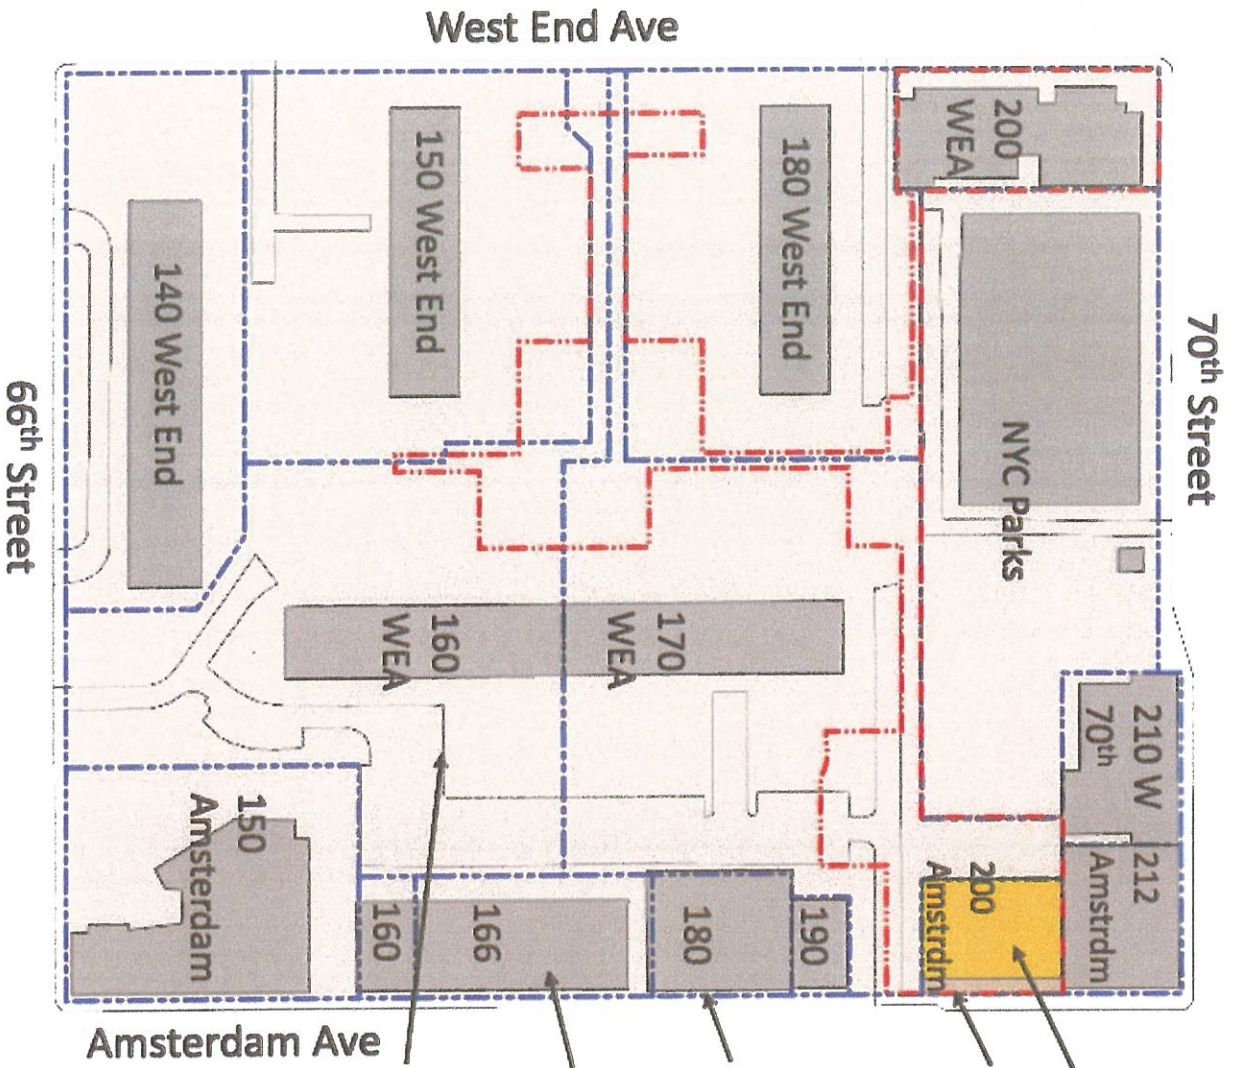 West End Ave
200
WEA
150 West End
180 West End
140 West End
70th Street
NYC Parks
66th Street
160
WEA
170
WEA
210 W
70th
150
Amsterdam
160
166
180
190
200
Amstrdm
212
Amstrdm
Amsterdam Ave